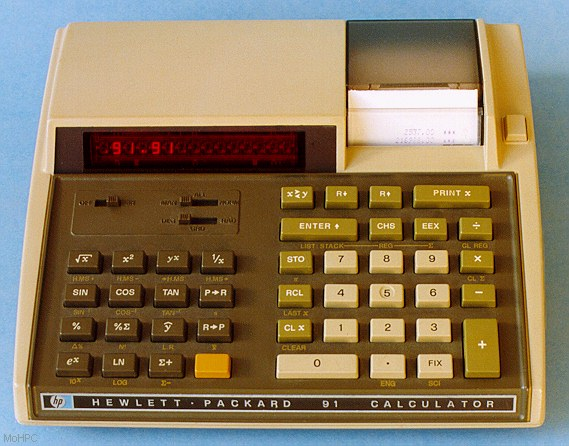 91.91
OFF
MAN ALL NORM
DEG GRD RAD
x≷y R↓ R↑ PRINT x
ENTER ↑ CHS EEX ÷
LIST: STACK REG Σ CL REG
√x x² yˣ ¹/x STO 7 8 9 ×
H.MS+ H.MS− →H.MS H.MS→ CL Σ
SIN COS TAN P→R RCL 4 5 6 −
SIN⁻¹ COS⁻¹ TAN⁻¹ LAST x
% %Σ ȳ R→P CL x 1 2 3 +
Δ% L.R. CLEAR
eˣ LN Σ+ 0 · FIX
10ˣ LOG Σ− ENG SCI
hp HEWLETT · PACKARD 91 CALCULATOR
MoHPC